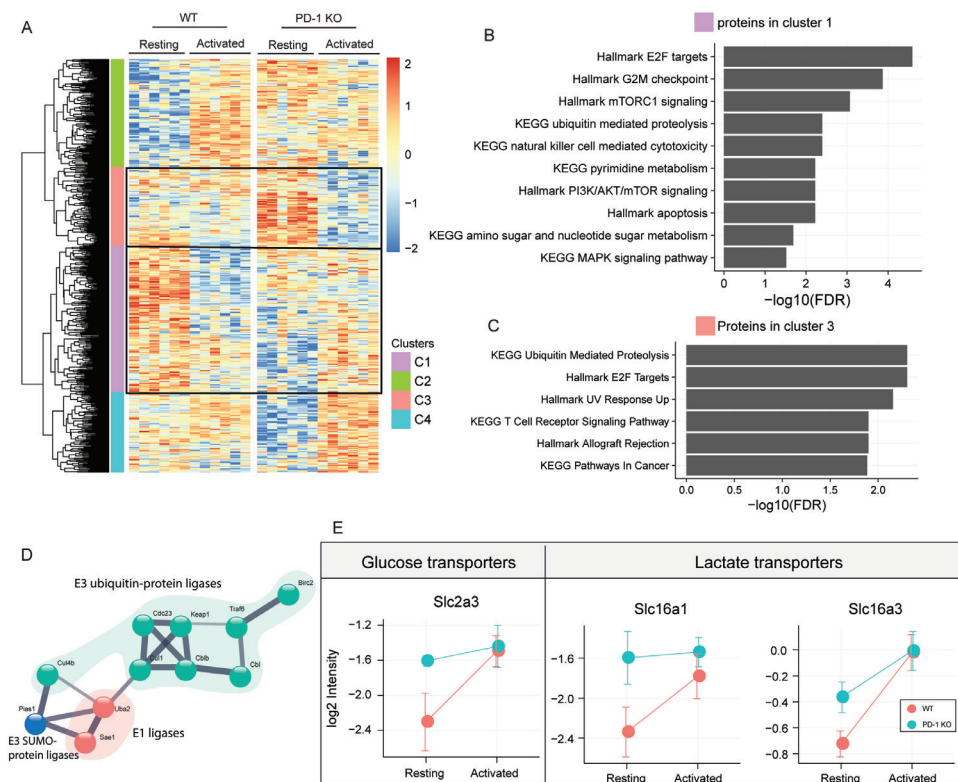 A
WT
PD-1 KO
Resting
Activated
Resting
Activated
2
1
0
−1
−2
Clusters
C1
C2
C3
C4
B
proteins in cluster 1
Hallmark E2F targets
Hallmark G2M checkpoint
Hallmark mTORC1 signaling
KEGG ubiquitin mediated proteolysis
KEGG natural killer cell mediated cytotoxicity
KEGG pyrimidine metabolism
Hallmark PI3K/AKT/mTOR signaling
Hallmark apoptosis
KEGG amino sugar and nucleotide sugar metabolism
KEGG MAPK signaling pathway
0 1 2 3 4
−log10(FDR)
C
Proteins in cluster 3
KEGG Ubiquitin Mediated Proteolysis
Hallmark E2F Targets
Hallmark UV Response Up
KEGG T Cell Receptor Signaling Pathway
Hallmark Allograft Rejection
KEGG Pathways In Cancer
0.0 0.5 1.0 1.5 2.0
−log10(FDR)
D
E3 ubiquitin-protein ligases
Birc2
Cdc23
Keap1
Traf6
Cul4b
Cul1
Cblb
Cbl
Pias1
Uba2
E3 SUMO-
protein ligases
Sae1
E1 ligases
E
Glucose transporters
Lactate transporters
Slc2a3
Slc16a1
Slc16a3
log2 Intensity
−1.2
−1.6
−2.0
−2.4
Resting
Activated
−1.6
−2.0
−2.4
Resting
Activated
0.0
−0.2
−0.4
−0.6
−0.8
WT
PD-1 KO
Resting
Activated